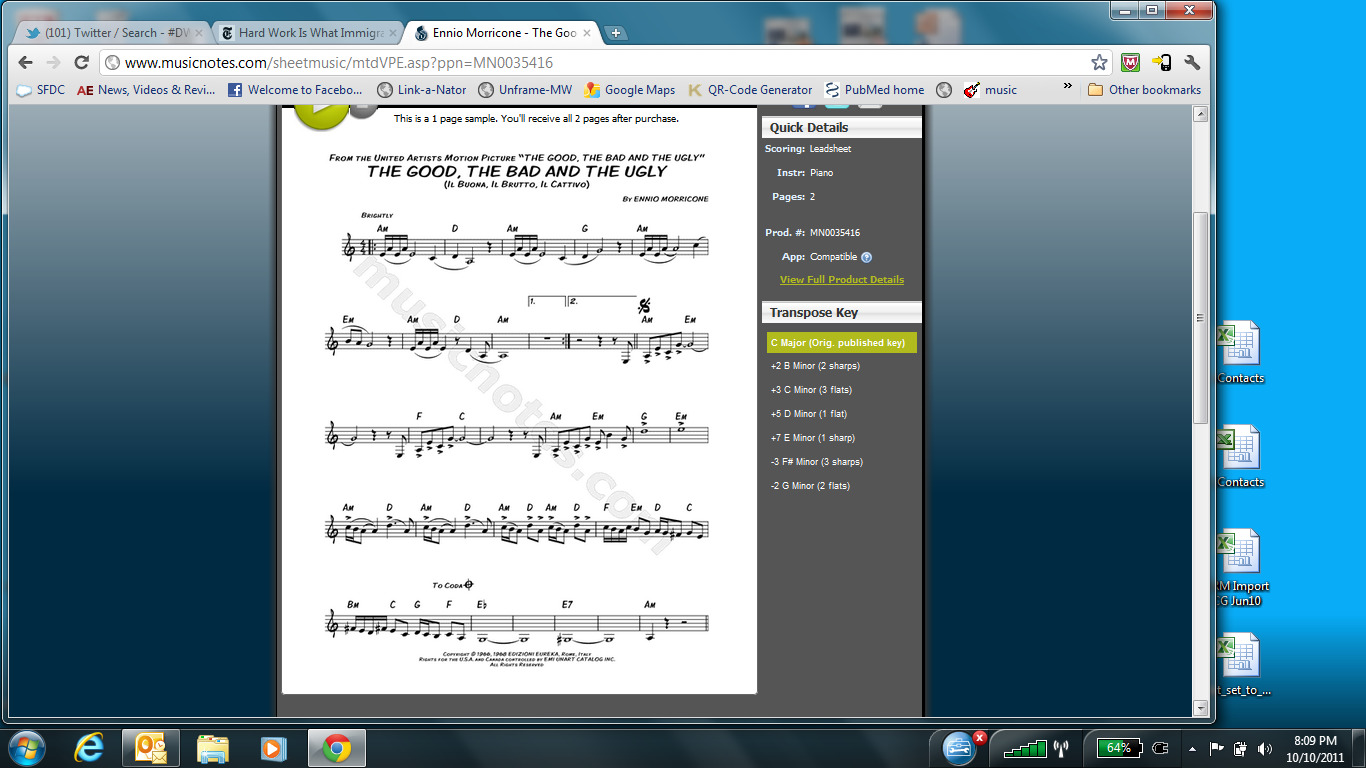 (101) Twitter / Search - #DW
Hard Work Is What Immigra
Ennio Morricone - The Goo
www.musicnotes.com/sheetmusic/mtdVPE.asp?ppn=MN0035416
SFDC
News, Videos & Revi...
Welcome to Facebo...
Link-a-Nator
Unframe-MW
Google Maps
QR-Code Generator
PubMed home
music
»
Other bookmarks
This is a 1 page sample. You'll receive all 2 pages after purchase.
From the United Artists Motion Picture "THE GOOD, THE BAD AND THE UGLY"
THE GOOD, THE BAD AND THE UGLY
(Il Buona, Il Brutto, Il Cattivo)
By ENNIO MORRICONE
Brightly
Am D Am G Am
1. 2.
Em Am D Am Am Em
F C Am Em G Em
Am D Am D Am D Am D F Em D C
To Coda
Bm C G F E♭ E7 Am
Copyright © 1966, 1968 EDIZIONI EUREKA, Rome, Italy
Rights for the U.S.A. and Canada controlled by EMI UNART CATALOG INC.
All Rights Reserved
musicnotes.com
Quick Details
Scoring: Leadsheet
Instr: Piano
Pages: 2
Prod. #: MN0035416
App: Compatible ?
View Full Product Details
Transpose Key
C Major (Orig. published key)
+2 B Minor (2 sharps)
+3 C Minor (3 flats)
+5 D Minor (1 flat)
+7 E Minor (1 sharp)
-3 F# Minor (3 sharps)
-2 G Minor (2 flats)
Contacts
Contacts
Import
Jun10
t_set_to_...
64%
8:09 PM
10/10/2011